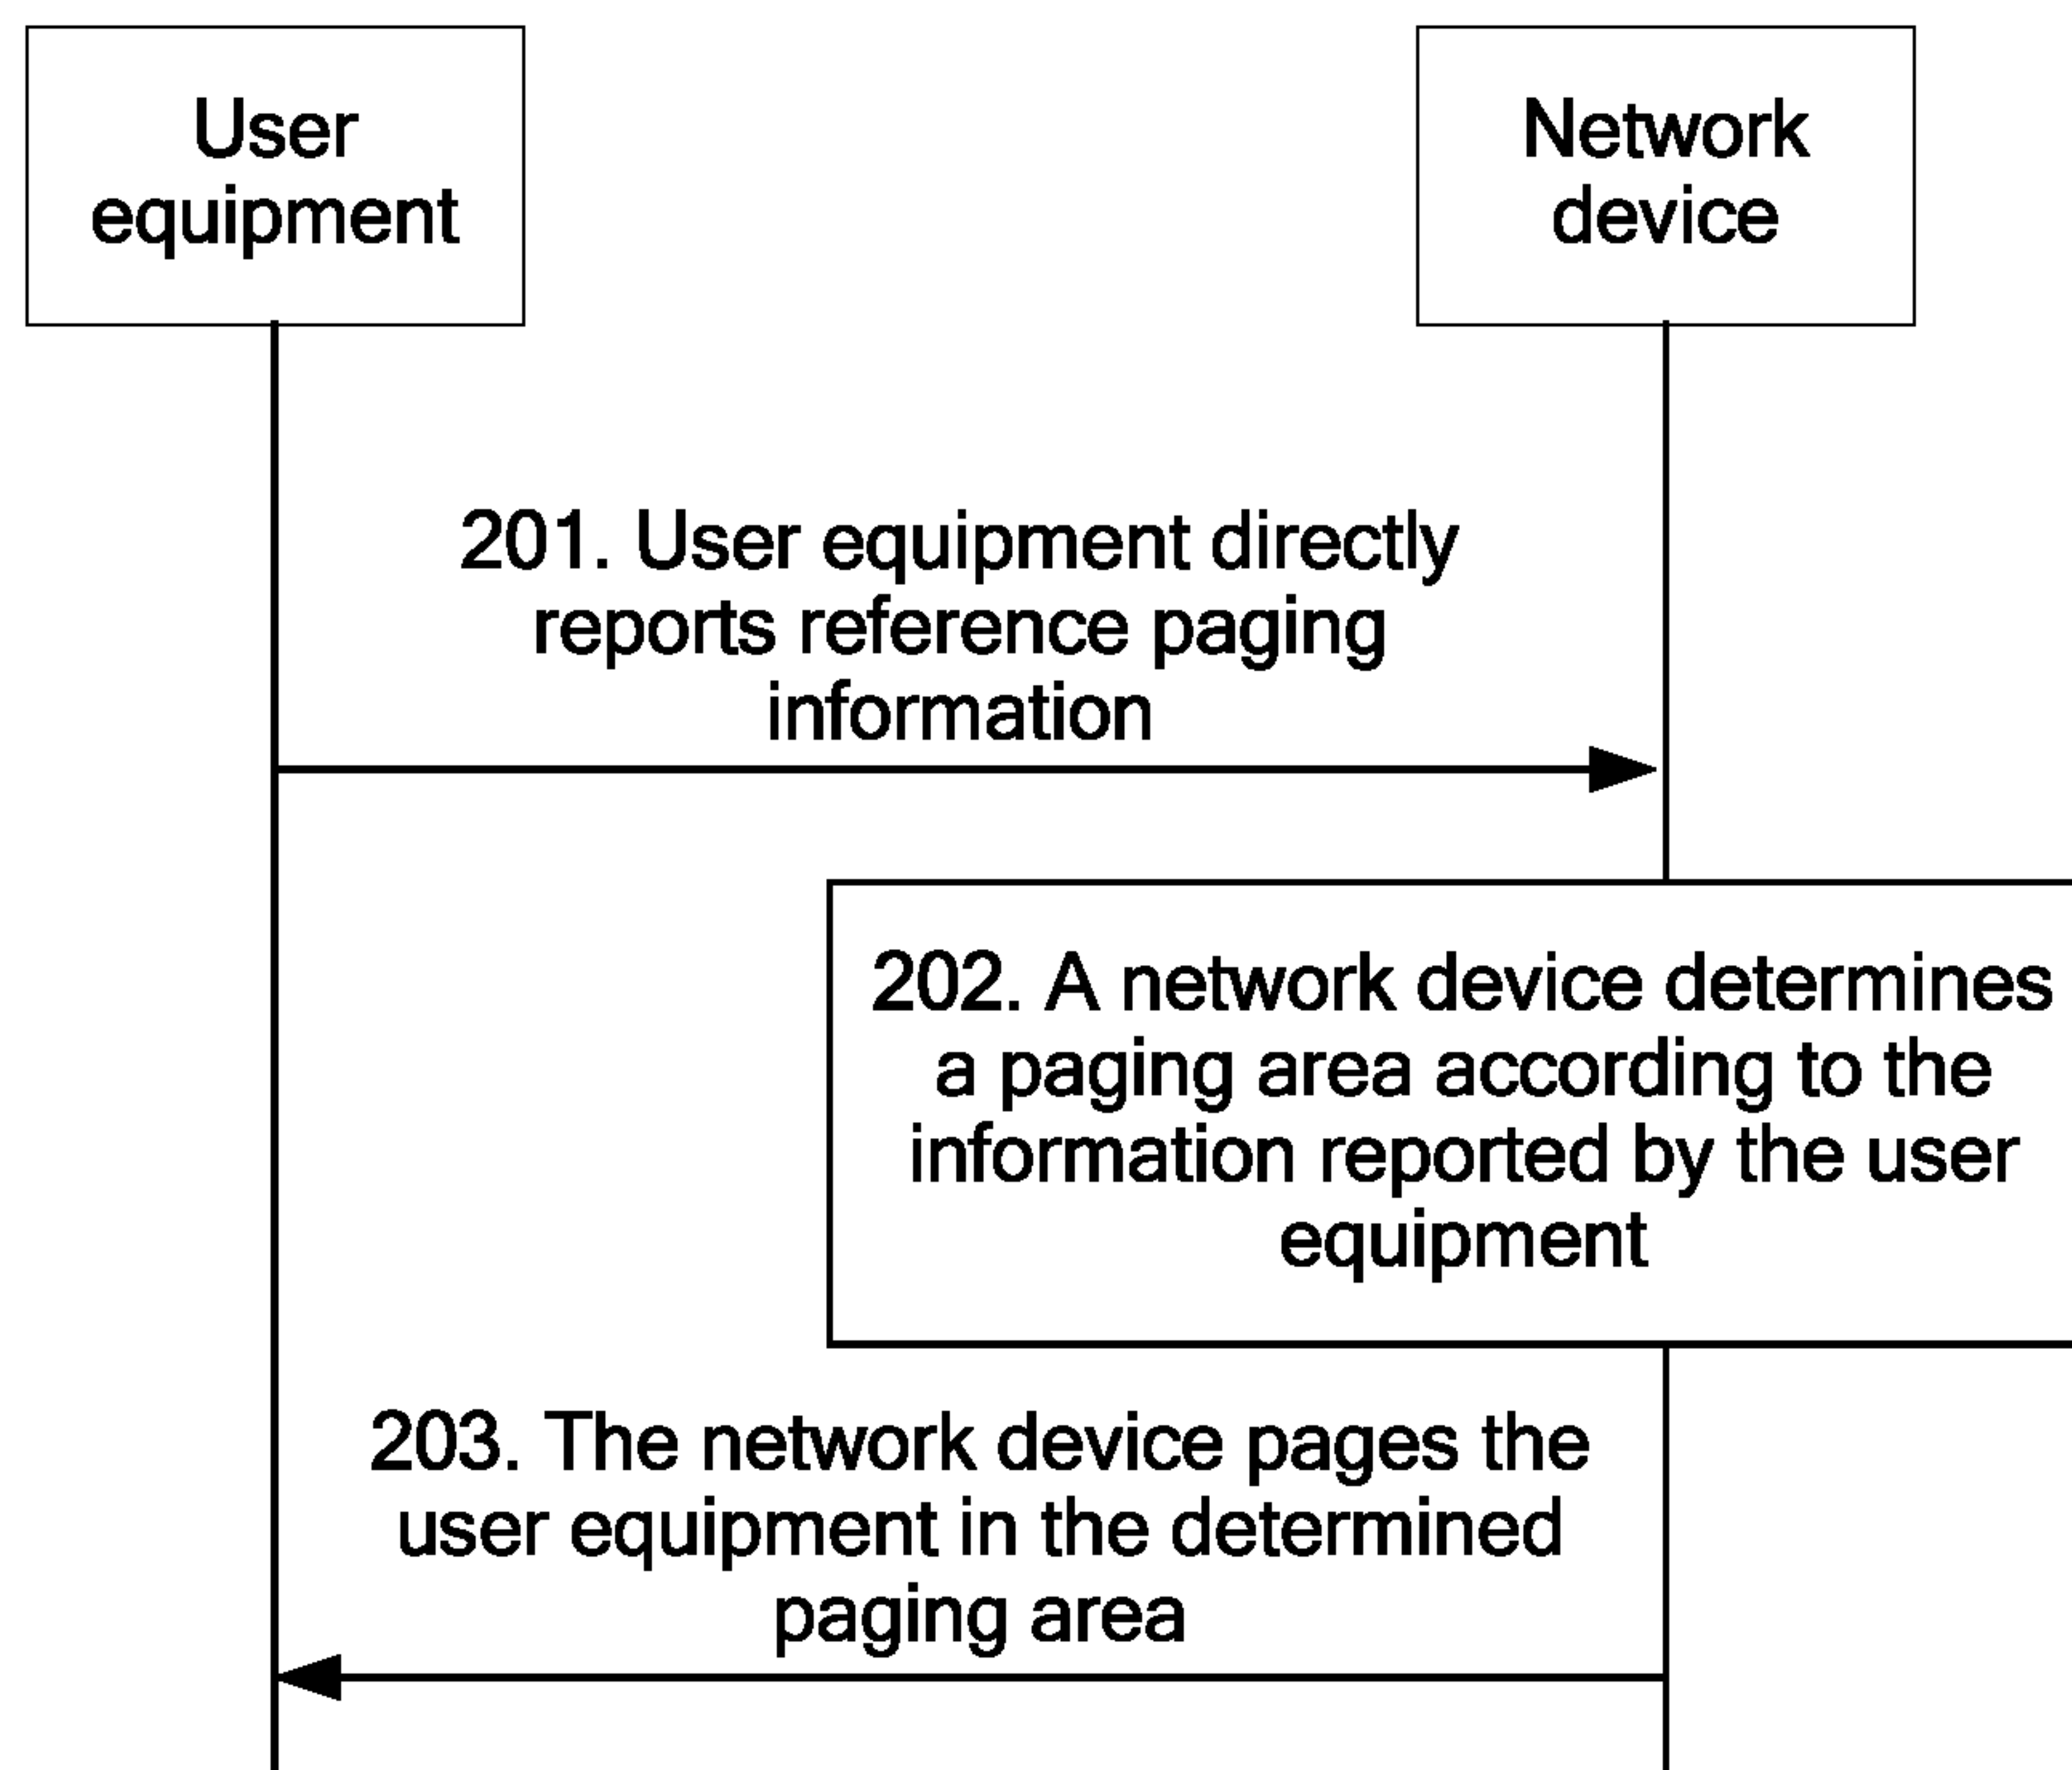 User
equipment
Network
device
201. User equipment directly
reports reference paging
information
202. A network device determines
a paging area according to the
information reported by the user
equipment
203. The network device pages the
user equipment in the determined
paging area